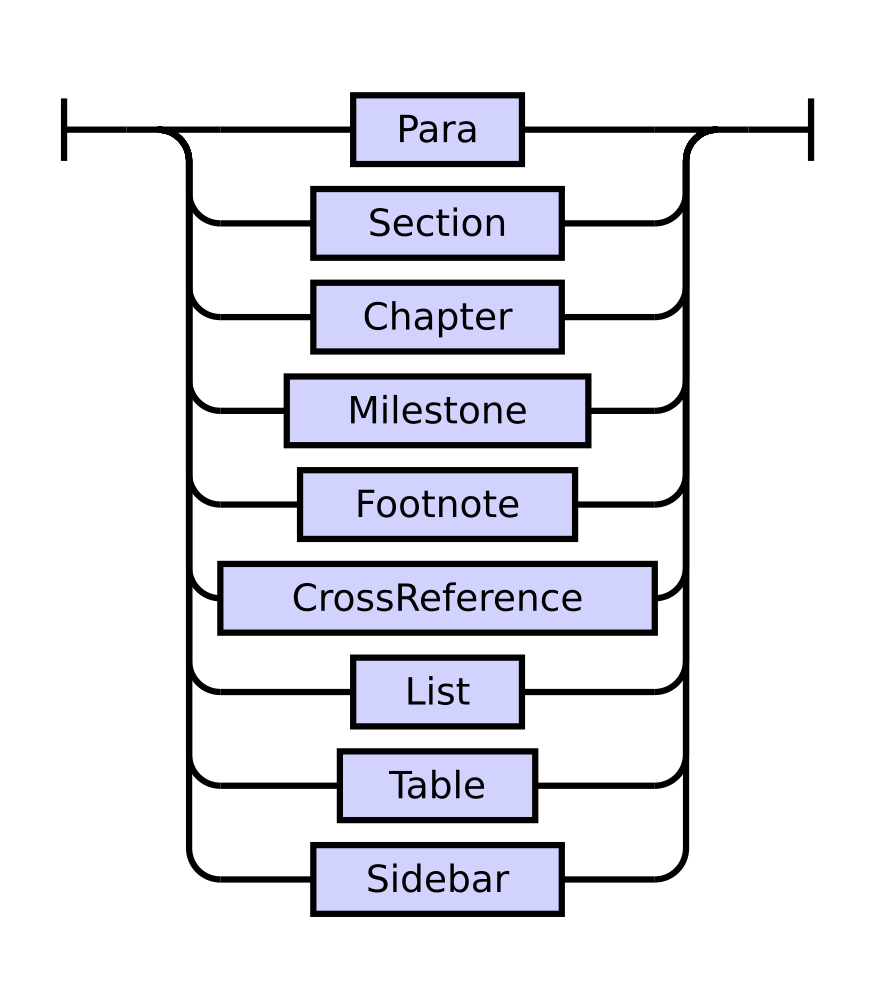 Para
Section
Chapter
Milestone
Footnote
CrossReference
List
Table
Sidebar